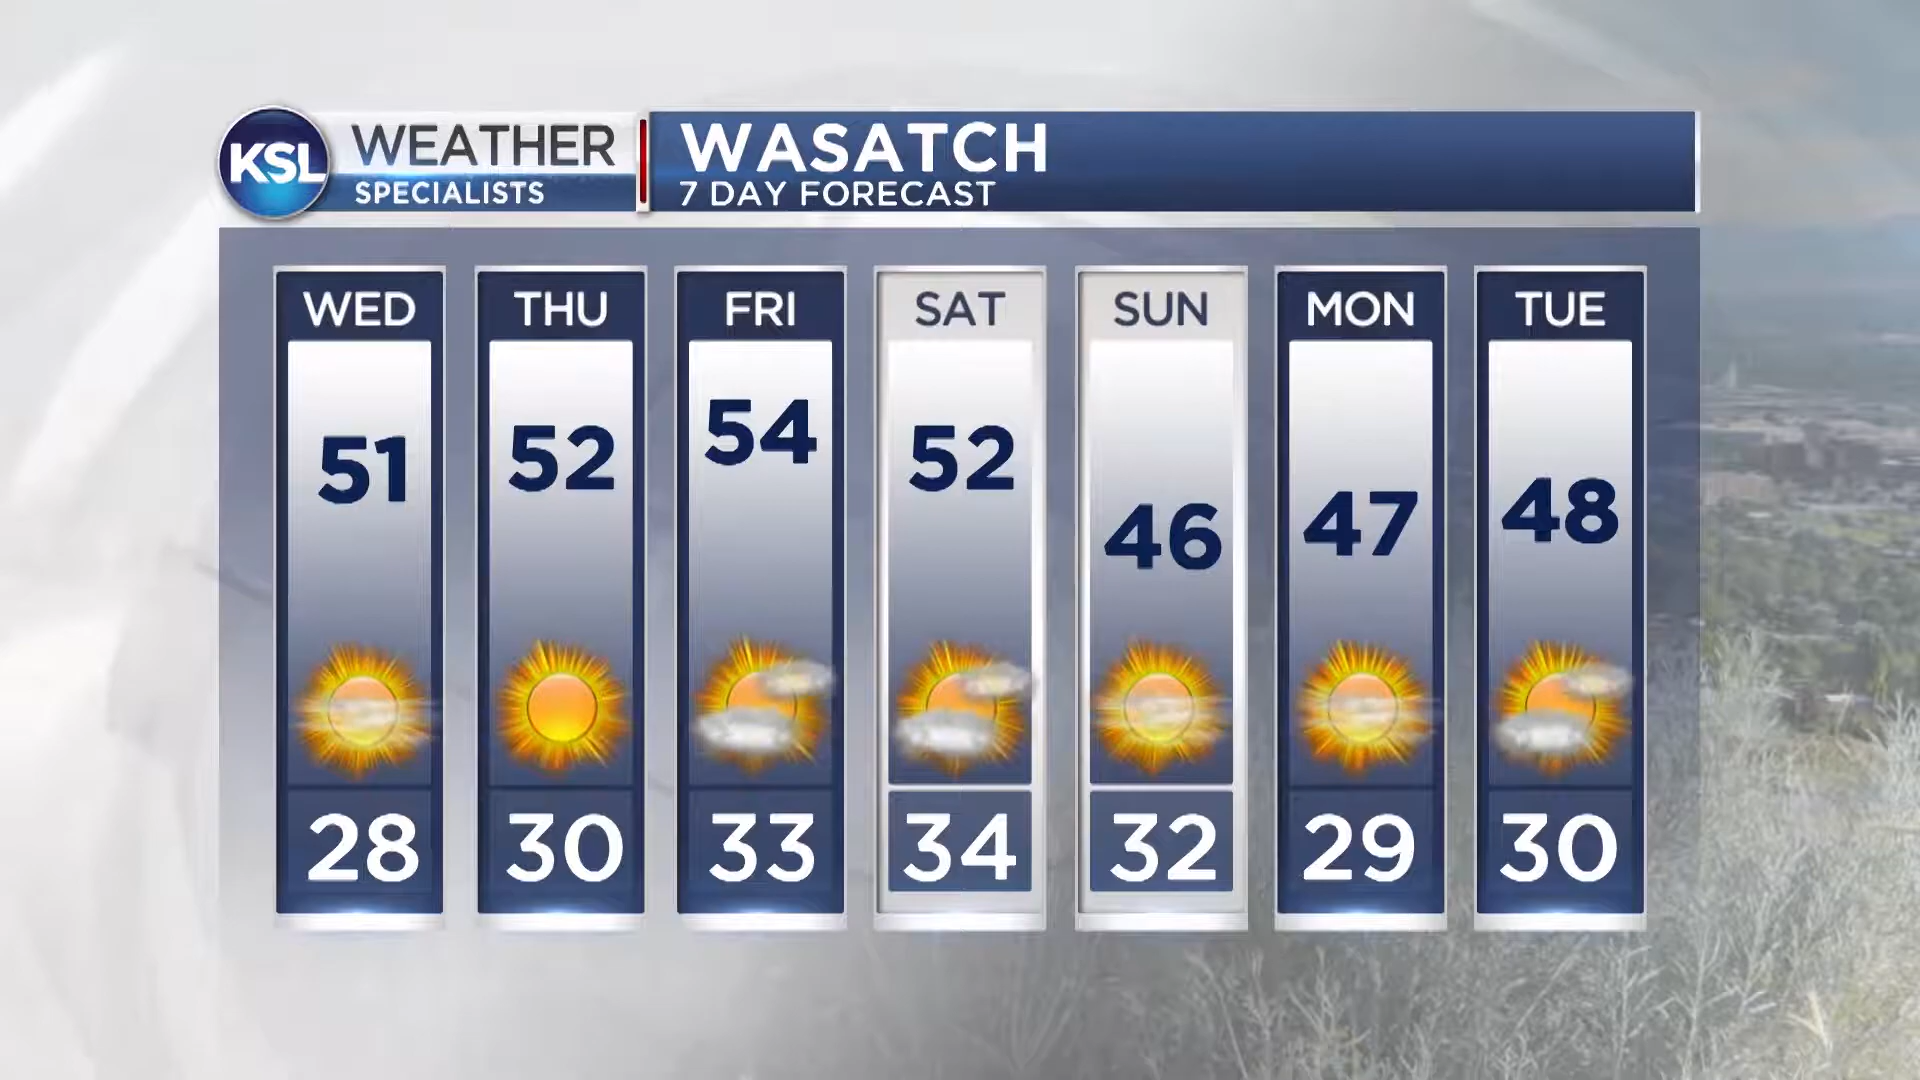 KSL
WEATHER
SPECIALISTS
WASATCH
7 DAY FORECAST
WED THU FRI SAT SUN MON TUE
51 52 54 52 46 47 48
28 30 33 34 32 29 30